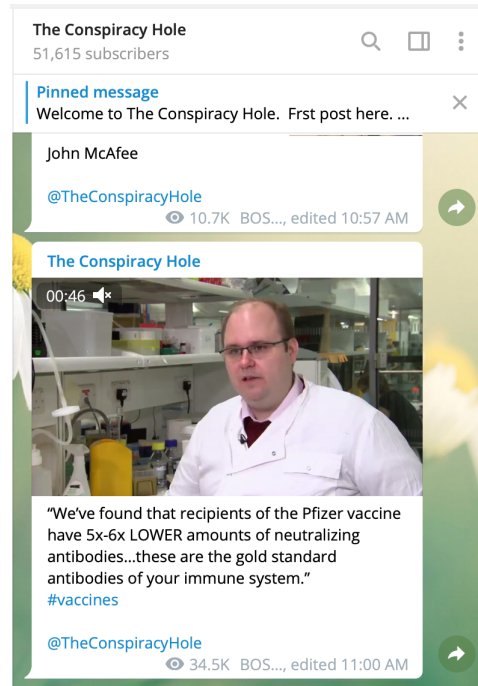 The Conspiracy Hole
51,615 subscribers
Pinned message
Welcome to The Conspiracy Hole. Frst post here. ...
John McAfee
@TheConspiracyHole
10.7K BOS..., edited 10:57 AM
The Conspiracy Hole
00:46
“We’ve found that recipients of the Pfizer vaccine
have 5x-6x LOWER amounts of neutralizing
antibodies...these are the gold standard
antibodies of your immune system.”
#vaccines
@TheConspiracyHole
34.5K BOS..., edited 11:00 AM